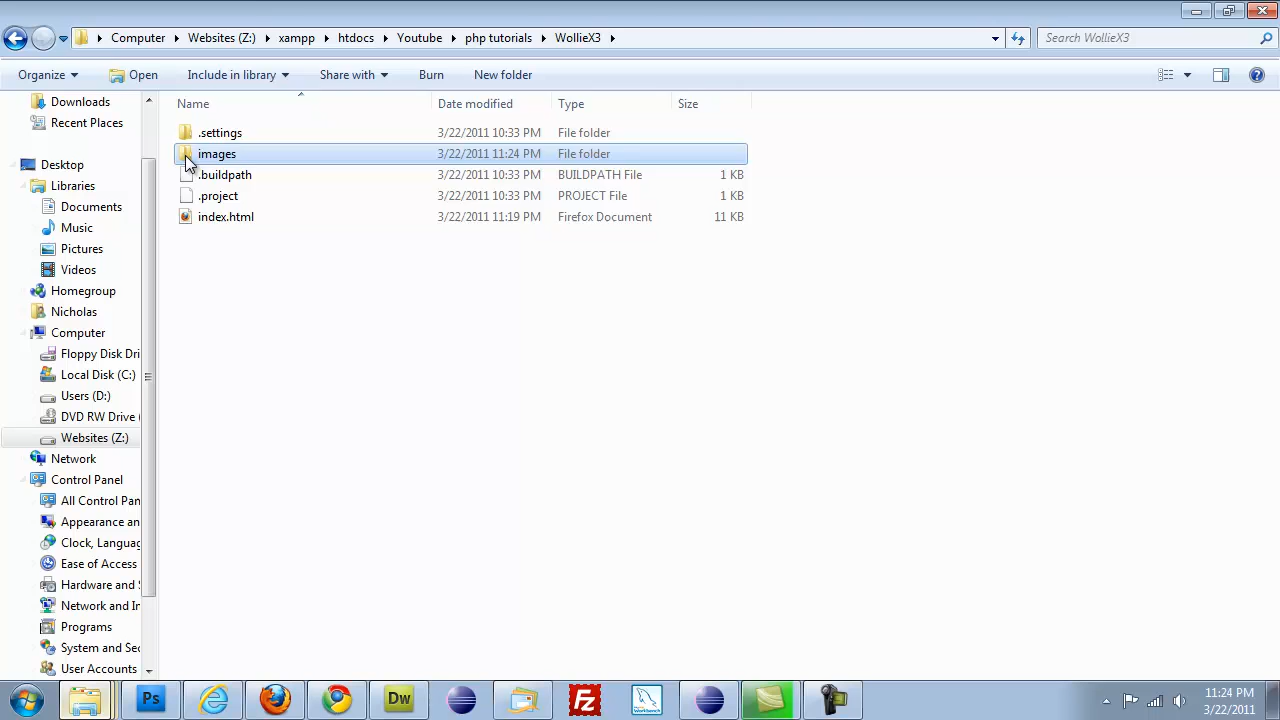 Computer Websites (Z:) xampp htdocs Youtube php tutorials WollieX3 Search WollieX3
Organize Open Include in library Share with Burn New folder
Name Date modified Type Size
.settings 3/22/2011 10:33 PM File folder
images 3/22/2011 11:24 PM File folder
.buildpath 3/22/2011 10:33 PM BUILDPATH File 1 KB
.project 3/22/2011 10:33 PM PROJECT File 1 KB
index.html 3/22/2011 11:19 PM Firefox Document 11 KB
Downloads
Recent Places
Desktop
Libraries
Documents
Music
Pictures
Videos
Homegroup
Nicholas
Computer
Floppy Disk Dri
Local Disk (C:)
Users (D:)
DVD RW Drive (
Websites (Z:)
Network
Control Panel
All Control Pan
Appearance an
Clock, Languag
Ease of Access
Hardware and S
Network and In
Programs
System and Sec
User Accounts
Ps Dw Fz
11:24 PM
3/22/2011